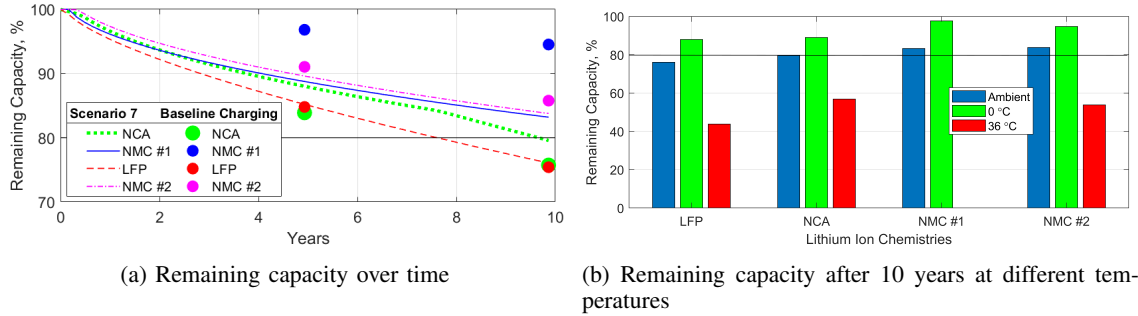 Remaining Capacity, %
100
90
80
70
Scenario 7 Baseline Charging
NCA NCA
NMC #1 NMC #1
LFP LFP
NMC #2 NMC #2
0 2 4 6 8 10
Years
(a) Remaining capacity over time
Remaining Capacity, %
100
80
60
40
20
0
Ambient
0 °C
36 °C
LFP NCA NMC #1 NMC #2
Lithium Ion Chemistries
(b) Remaining capacity after 10 years at different tem-
peratures